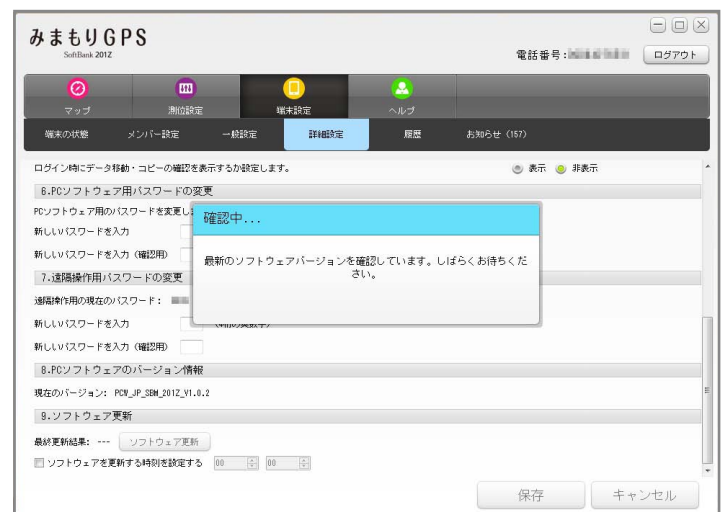 みまもりGPS
SoftBank 201Z
電話番号:
ログアウト
マップ
測位設定
端末設定
ヘルプ
端末の状態
メンバー設定
一般設定
詳細設定
履歴
お知らせ (157)
ログイン時にデータ移動・コピーの確認を表示するか設定します。
表示
非表示
6.PCソフトウェア用パスワードの変更
PCソフトウェア用のパスワードを変更し
新しいパスワードを入力
新しいパスワードを入力(確認用)
確認中...
最新のソフトウェアバージョンを確認しています。しばらくお待ちくだ
さい。
7.遠隔操作用パスワードの変更
遠隔操作用の現在のパスワード:
新しいパスワードを入力
新しいパスワードを入力(確認用)
8.PCソフトウェアのバージョン情報
現在のバージョン: PCW_JP_SBM_201Z_V1.0.2
9.ソフトウェア更新
最終更新結果: --- ソフトウェア更新
ソフトウェアを更新する時刻を設定する 00 00
保存 キャンセル